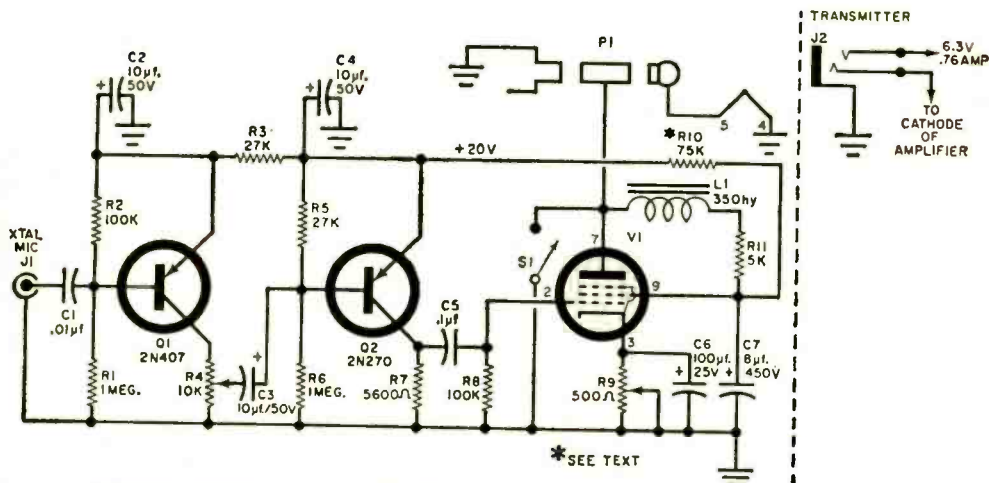 TRANSMITTER
J2
6.3V
.76AMP
TO
CATHODE
OF
AMPLIFIER
P1
5
4
C2
10µf.
50V
C4
10µf.
50V
R3
27K
+20V
*R10
75K
L1
350hy
R2
100K
R5
27K
XTAL
MIC
J1
C1
.01µf
Q1
2N407
Q2
2N270
C5
.1µf
S1
7
V1
2
9
3
R11
5K
C6
100µf.
25V
C7
8µf.
450V
R1
1MEG.
R4
10K
C3
10µf/50V
R6
1MEG.
R7
5600Ω
R8
100K
R9
500Ω
*SEE TEXT
+
+
+
+
+